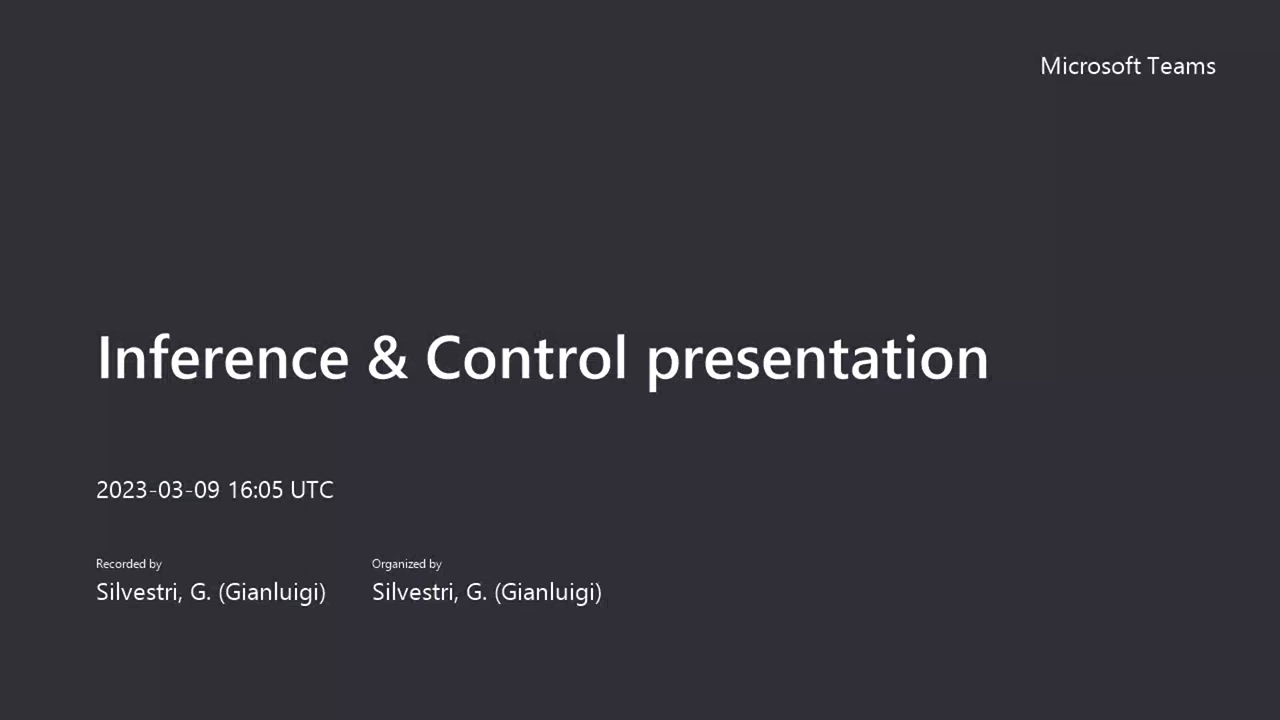 Microsoft Teams
Inference & Control presentation
2023-03-09 16:05 UTC
Recorded by
Silvestri, G. (Gianluigi)
Organized by
Silvestri, G. (Gianluigi)